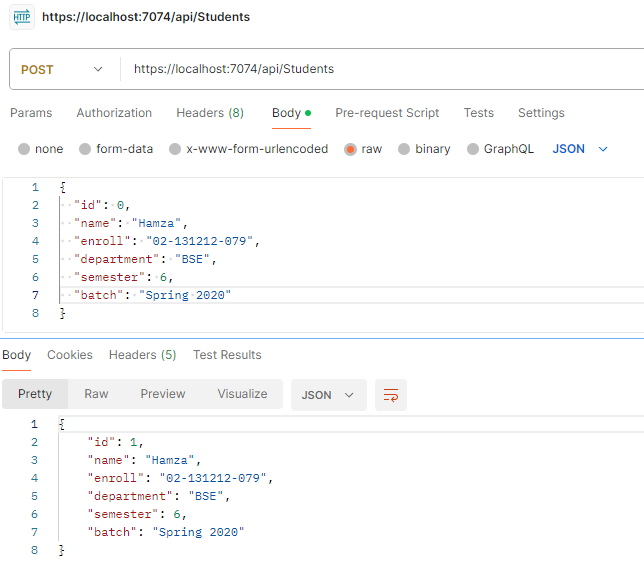 HTTP https://localhost:7074/api/Students
POST https://localhost:7074/api/Students
Params Authorization Headers (8) Body Pre-request Script Tests Settings
none form-data x-www-form-urlencoded raw binary GraphQL JSON
1 {
2 "id": 0,
3 "name": "Hamza",
4 "enroll": "02-131212-079",
5 "department": "BSE",
6 "semester": 6,
7 "batch": "Spring 2020"
8 }
Body Cookies Headers (5) Test Results
Pretty Raw Preview Visualize JSON
1 {
2 "id": 1,
3 "name": "Hamza",
4 "enroll": "02-131212-079",
5 "department": "BSE",
6 "semester": 6,
7 "batch": "Spring 2020"
8 }